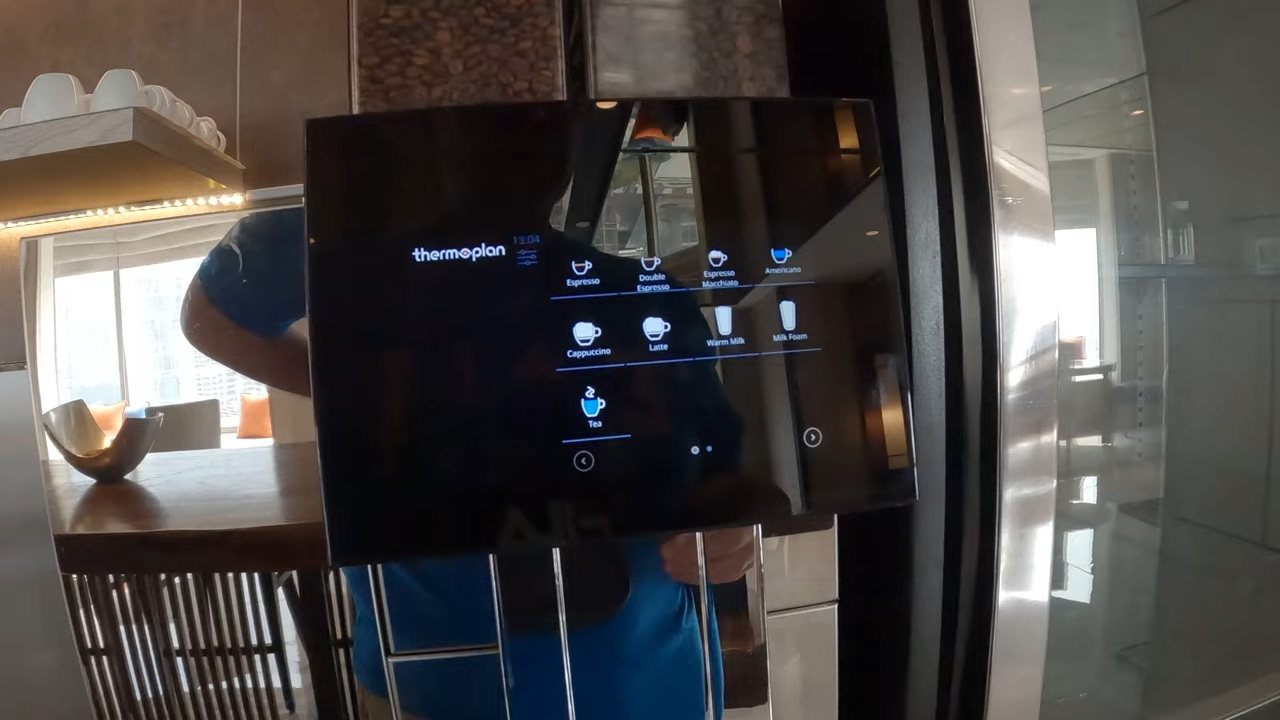 thermoplan
13:04
Espresso
Double
Espresso
Espresso
Macchiato
Americano
Cappuccino
Latte
Warm Milk
Milk Foam
Tea